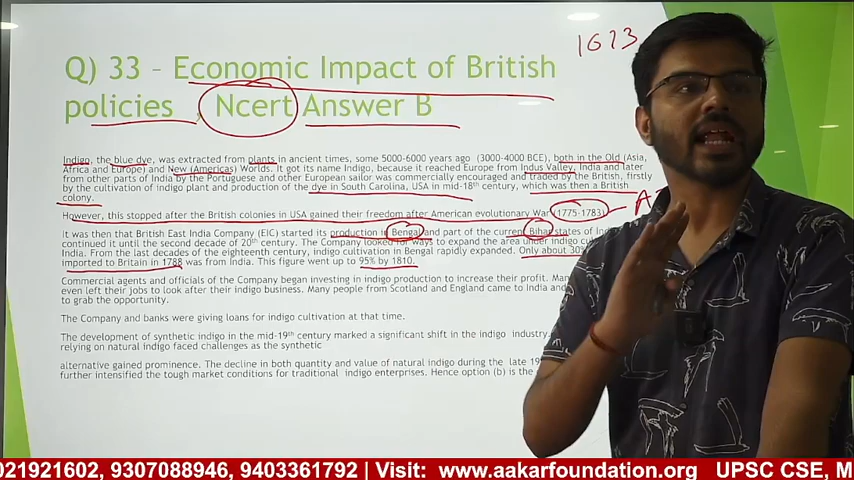 Q) 33 – Economic Impact of British
policies , Ncert Answer B
1623
Indigo, the blue dye, was extracted from plants in ancient times, some 5000-6000 years ago (3000-4000 BCE), both in the Old (Asia,
Africa and Europe) and New (Americas) Worlds. It got its name Indigo, because it reached Europe from Indus Valley, India and later
from other parts of India by the Portuguese and other European sailor was commercially encouraged and traded by the British, firstly
by the cultivation of indigo plant and production of the dye in South Carolina, USA in mid-18th century, which was then a British
colony.
However, this stopped after the British colonies in USA gained their freedom after American evolutionary War (1775-1783)
It was then that British East India Company (EIC) started its production in Bengal and part of the current Bihar states of
continued it until the second decade of 20th century. The Company looked for ways to expand the area under indigo
India. From the last decades of the eighteenth century, indigo cultivation in Bengal rapidly expanded. Only about 30%
imported to Britain in 1788 was from India. This figure went up to 95% by 1810.
Commercial agents and officials of the Company began investing in indigo production to increase their profit.
even left their jobs to look after their indigo business. Many people from Scotland and England came to India and
to grab the opportunity.
The Company and banks were giving loans for indigo cultivation at that time.
The development of synthetic indigo in the mid-19th century marked a significant shift in the indigo industry.
relying on natural indigo faced challenges as the synthetic
alternative gained prominence. The decline in both quantity and value of natural indigo during the late
further intensified the tough market conditions for traditional indigo enterprises. Hence option (b) is the
021921602, 9307088946, 9403361792 | Visit: www.aakarfoundation.org UPSC CSE, M